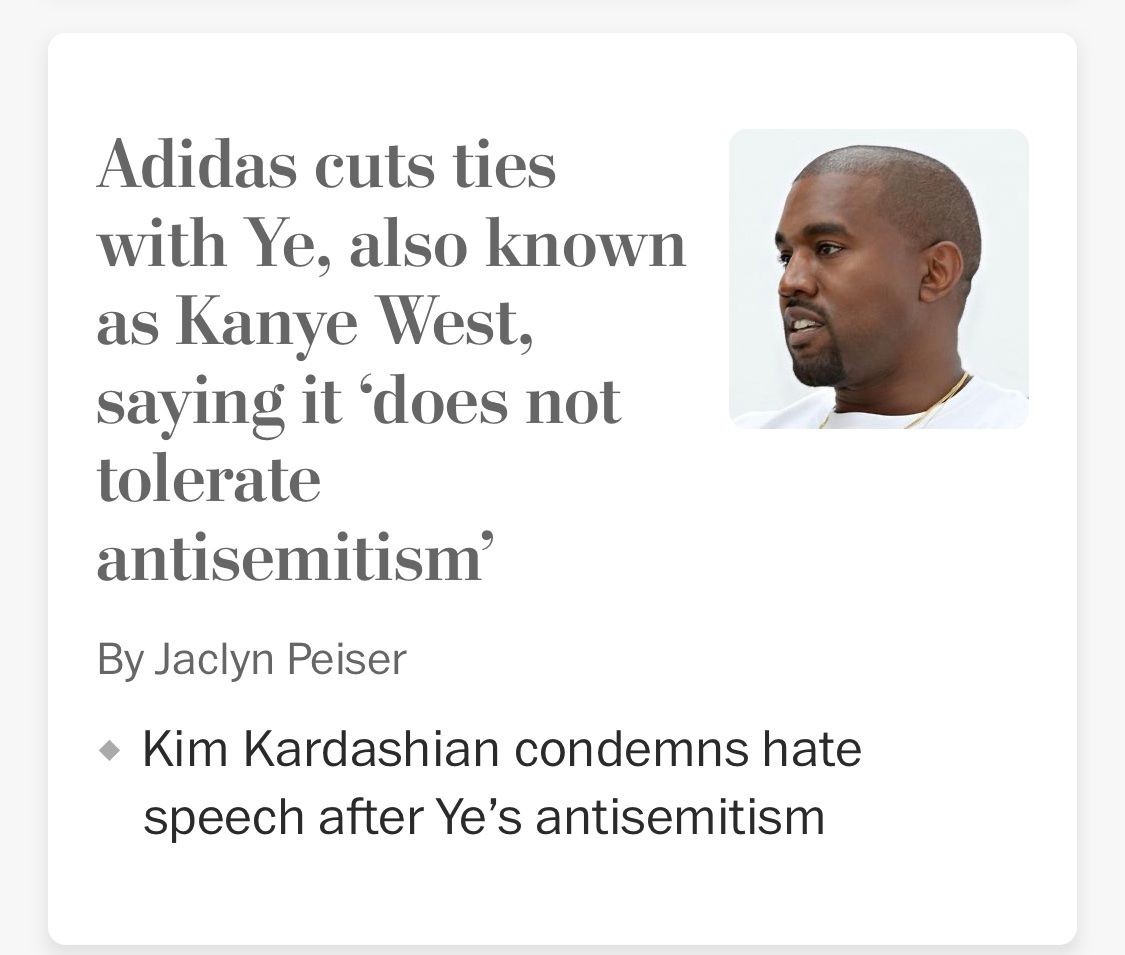 Adidas cuts ties
with Ye, also known
as Kanye West,
saying it ‘does not
tolerate
antisemitism’
By Jaclyn Peiser
Kim Kardashian condemns hate
speech after Ye’s antisemitism